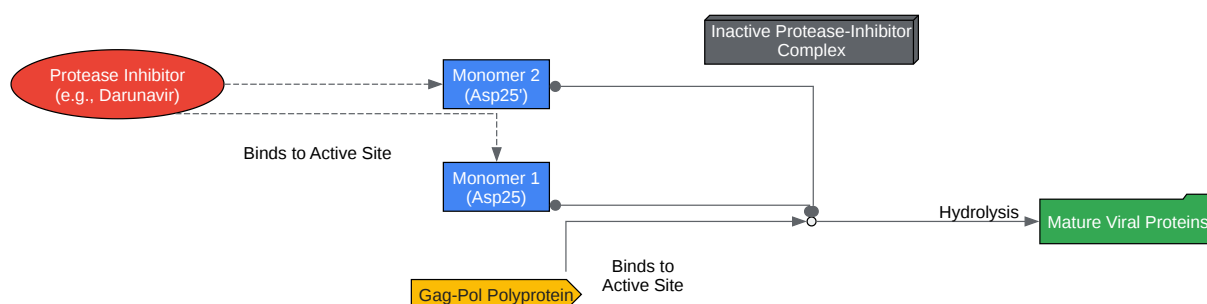 Inactive Protease-Inhibitor
Complex
Protease Inhibitor
(e.g., Darunavir)
Monomer 2
(Asp25')
Binds to Active Site
Monomer 1
(Asp25)
Hydrolysis
Mature Viral Proteins
Binds to
Active Site
Gag-Pol Polyprotein